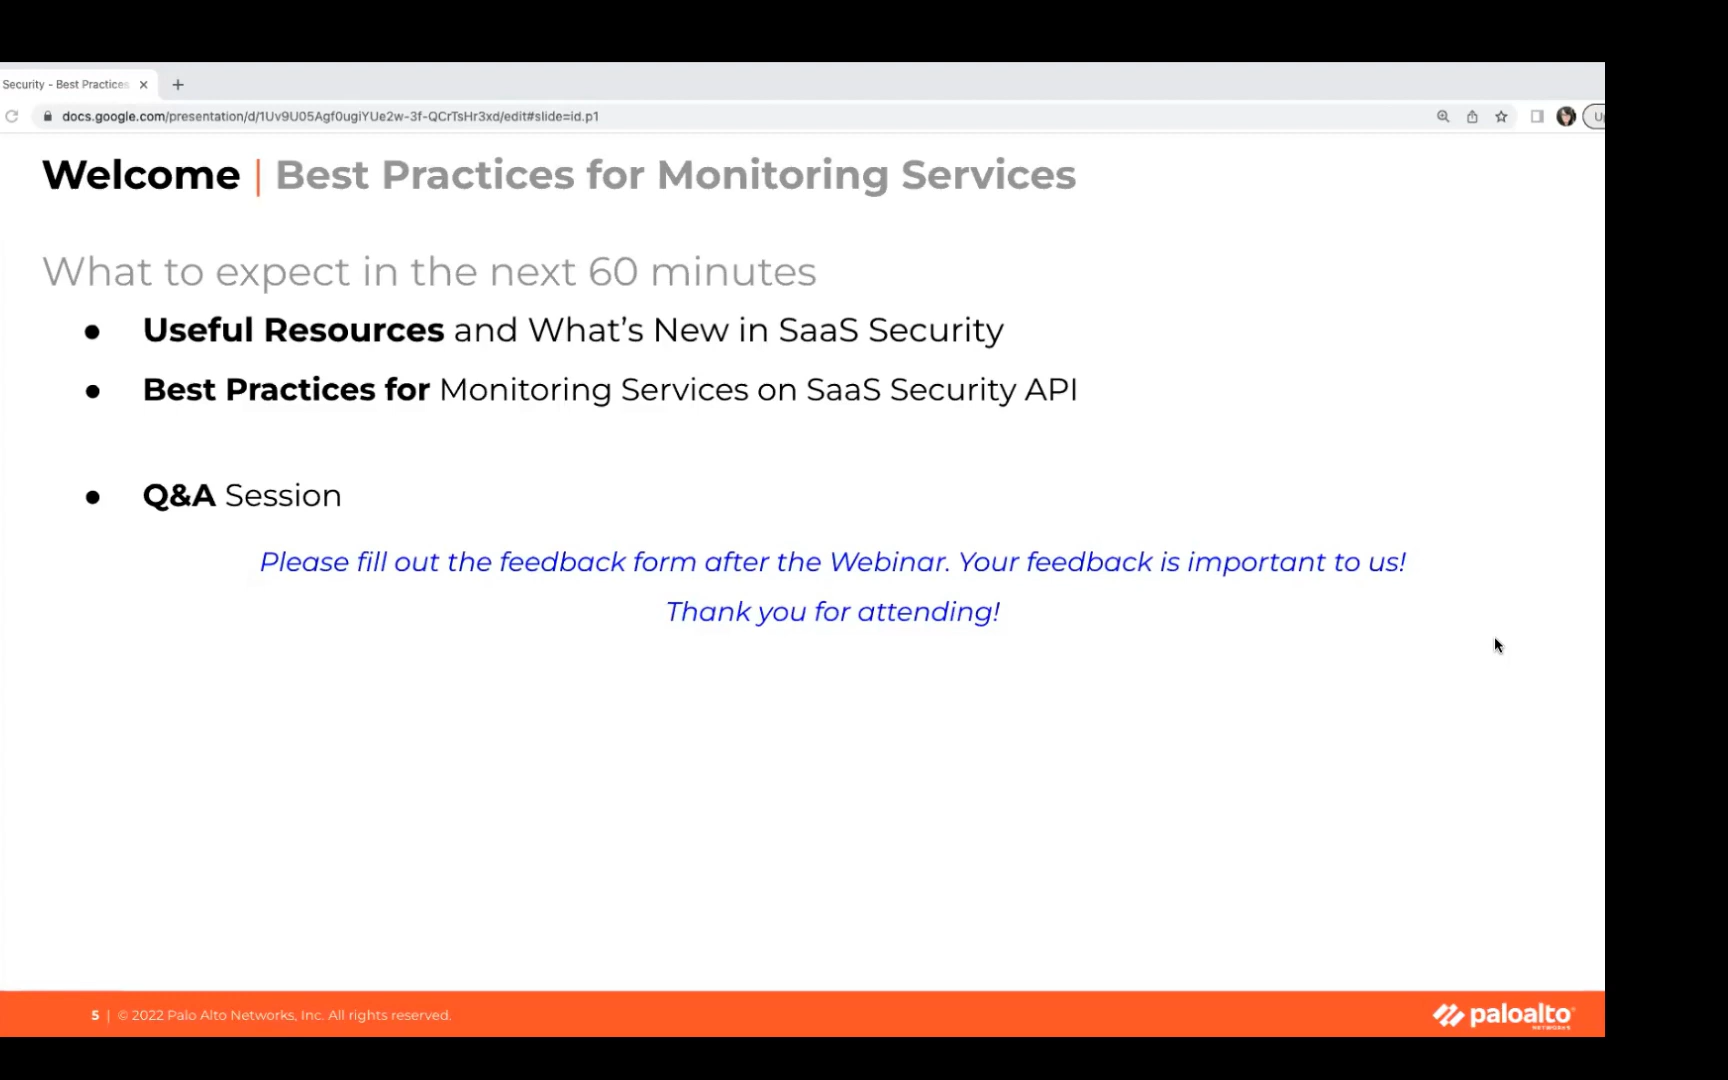 Security - Best Practices
docs.google.com/presentation/d/1Uv9U05Agf0ugiYUe2w-3f-QCrTsHr3xd/edit#slide=id.p1
Welcome | Best Practices for Monitoring Services
What to expect in the next 60 minutes
● Useful Resources and What’s New in SaaS Security
● Best Practices for Monitoring Services on SaaS Security API
● Q&A Session
Please fill out the feedback form after the Webinar. Your feedback is important to us!
Thank you for attending!
5 | © 2022 Palo Alto Networks, Inc. All rights reserved.
paloalto
NETWORKS